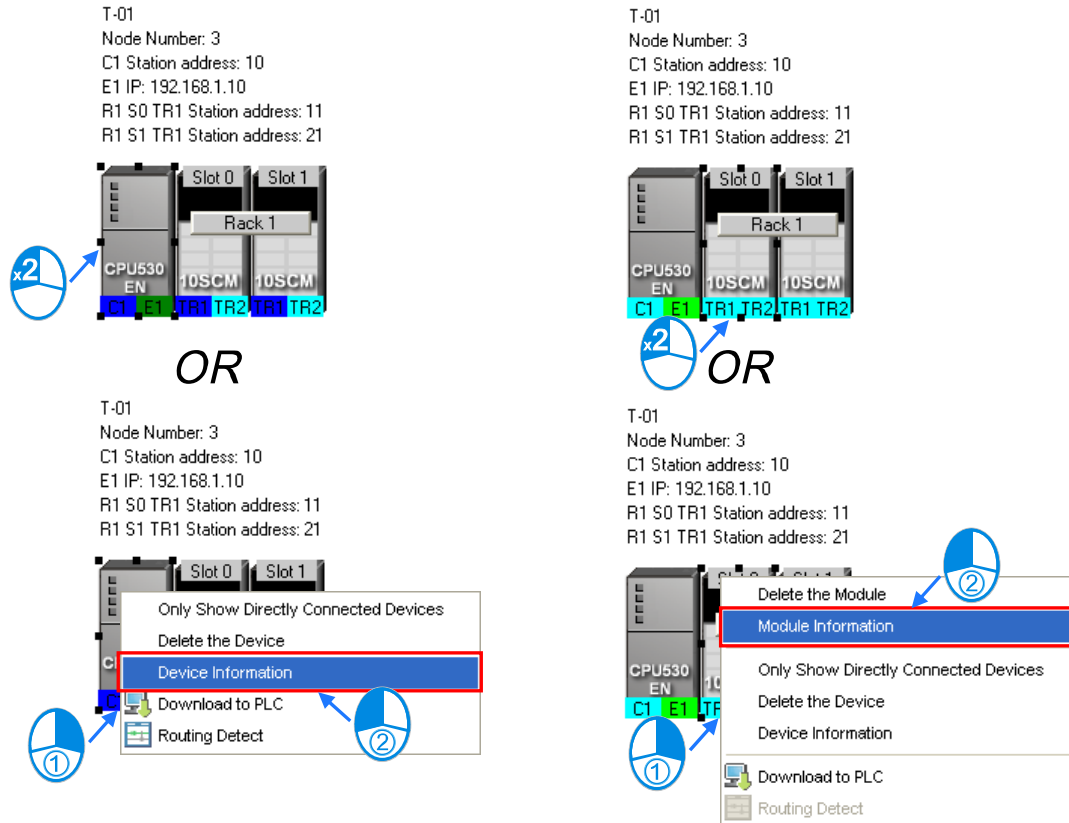 T-01
Node Number: 3
C1 Station address: 10
E1 IP: 192.168.1.10
R1 S0 TR1 Station address: 11
R1 S1 TR1 Station address: 21
Slot 0 Slot 1
Rack 1
CPU530
EN
10SCM 10SCM
C1 E1 TR1 TR2 TR1 TR2
x2
OR
T-01
Node Number: 3
C1 Station address: 10
E1 IP: 192.168.1.10
R1 S0 TR1 Station address: 11
R1 S1 TR1 Station address: 21
Slot 0 Slot 1
Only Show Directly Connected Devices
Delete the Device
Device Information
Download to PLC
Routing Detect
1
2
T-01
Node Number: 3
C1 Station address: 10
E1 IP: 192.168.1.10
R1 S0 TR1 Station address: 11
R1 S1 TR1 Station address: 21
Slot 0 Slot 1
Rack 1
CPU530
EN
10SCM 10SCM
C1 E1 TR1 TR2 TR1 TR2
x2
OR
T-01
Node Number: 3
C1 Station address: 10
E1 IP: 192.168.1.10
R1 S0 TR1 Station address: 11
R1 S1 TR1 Station address: 21
CPU530
EN
C1 E1
Delete the Module
Module Information
Only Show Directly Connected Devices
Delete the Device
Device Information
Download to PLC
Routing Detect
1
2